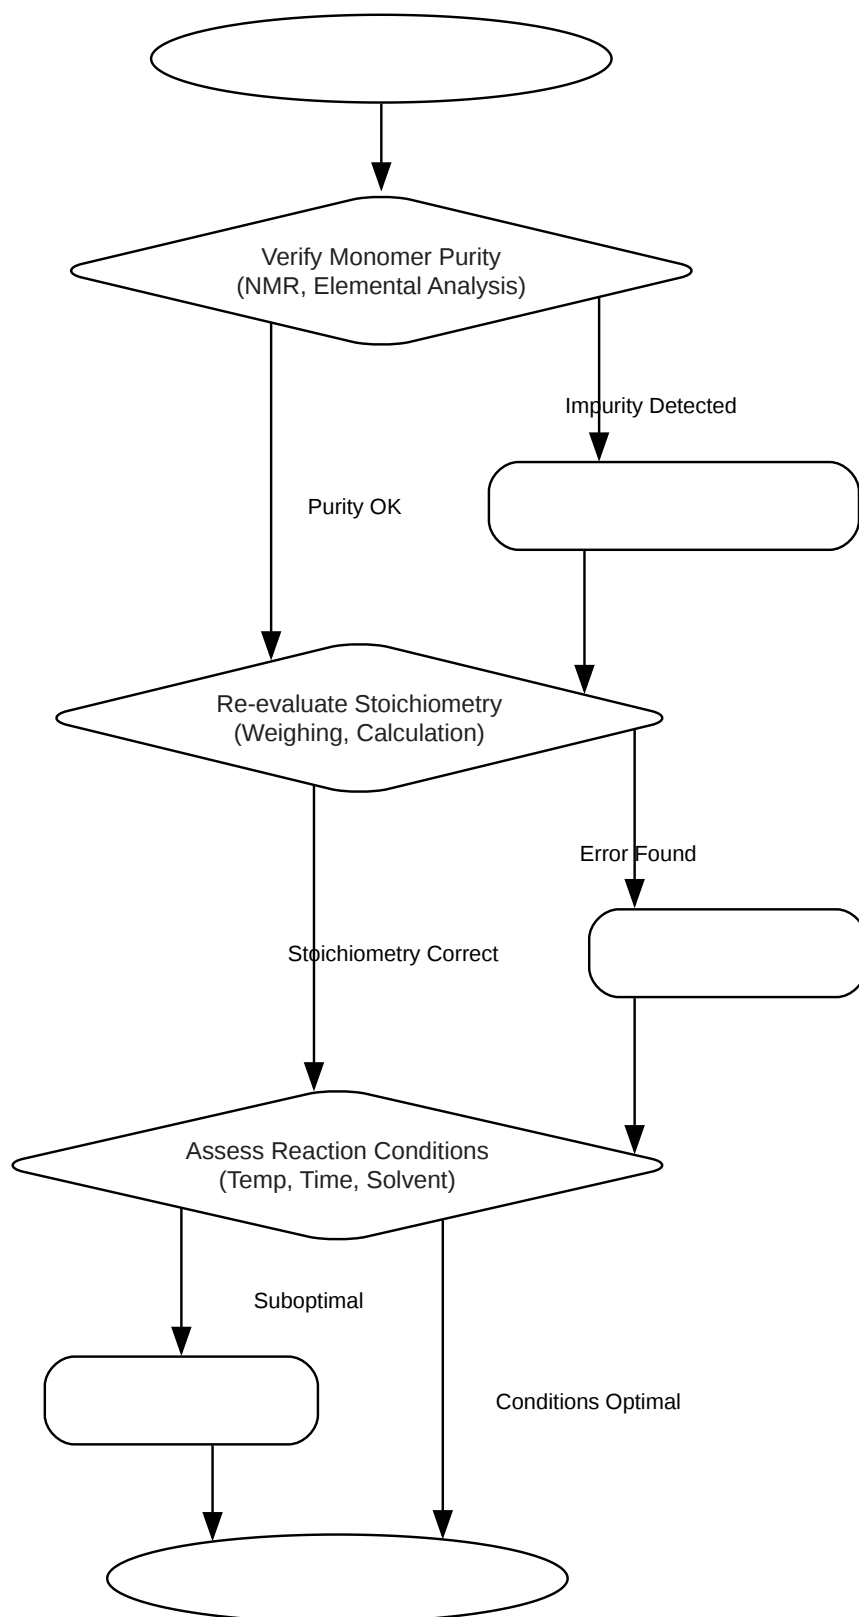 Verify Monomer Purity
(NMR, Elemental Analysis)
Impurity Detected
Purity OK
Re-evaluate Stoichiometry
(Weighing, Calculation)
Error Found
Stoichiometry Correct
Assess Reaction Conditions
(Temp, Time, Solvent)
Suboptimal
Conditions Optimal